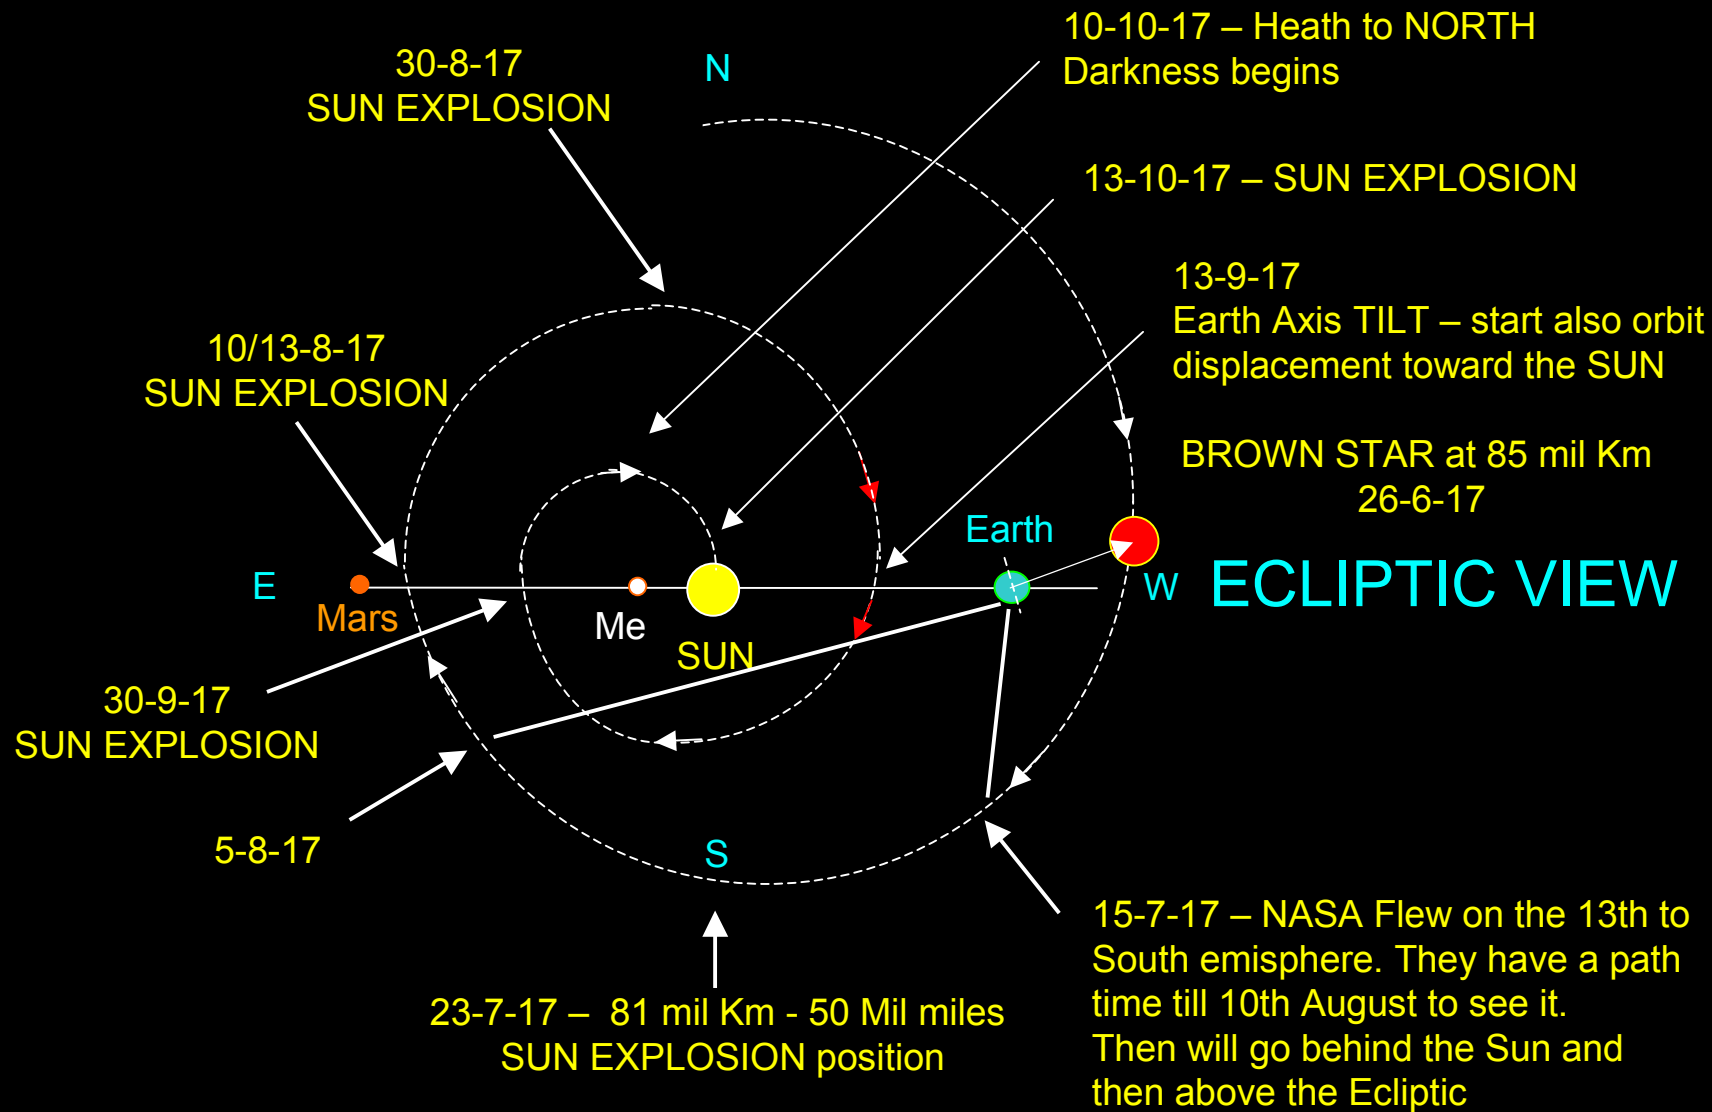 10-10-17 – Heath to NORTH
Darkness begins
30-8-17
SUN EXPLOSION
N
13-10-17 – SUN EXPLOSION
13-9-17
Earth Axis TILT – start also orbit
displacement toward the SUN
10/13-8-17
SUN EXPLOSION
BROWN STAR at 85 mil Km
26-6-17
Earth
E
W
ECLIPTIC VIEW
Mars
Me
SUN
30-9-17
SUN EXPLOSION
5-8-17
S
15-7-17 – NASA Flew on the 13th to
South emisphere. They have a path
time till 10th August to see it.
Then will go behind the Sun and
then above the Ecliptic
23-7-17 – 81 mil Km - 50 Mil miles
SUN EXPLOSION position